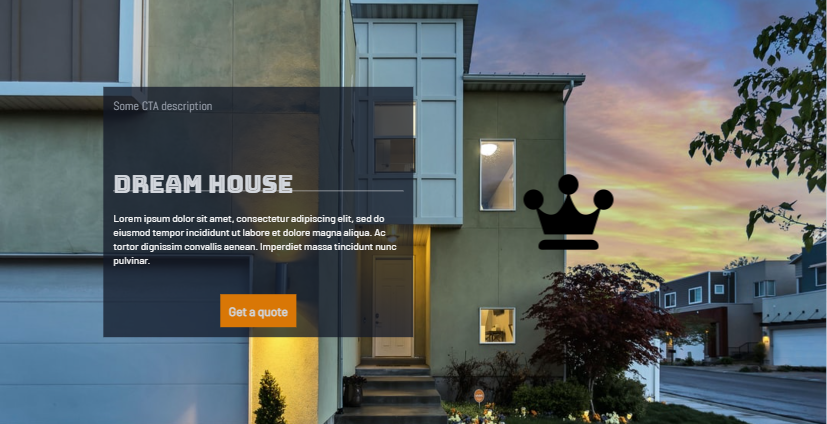 Some CTA description
DREAM HOUSE
Lorem ipsum dolor sit amet, consectetur adipiscing elit, sed do
eiusmod tempor incididunt ut labore et dolore magna aliqua. Ac
tortor dignissim convallis aenean. Imperdiet massa tincidunt nunc
pulvinar.
Get a quote